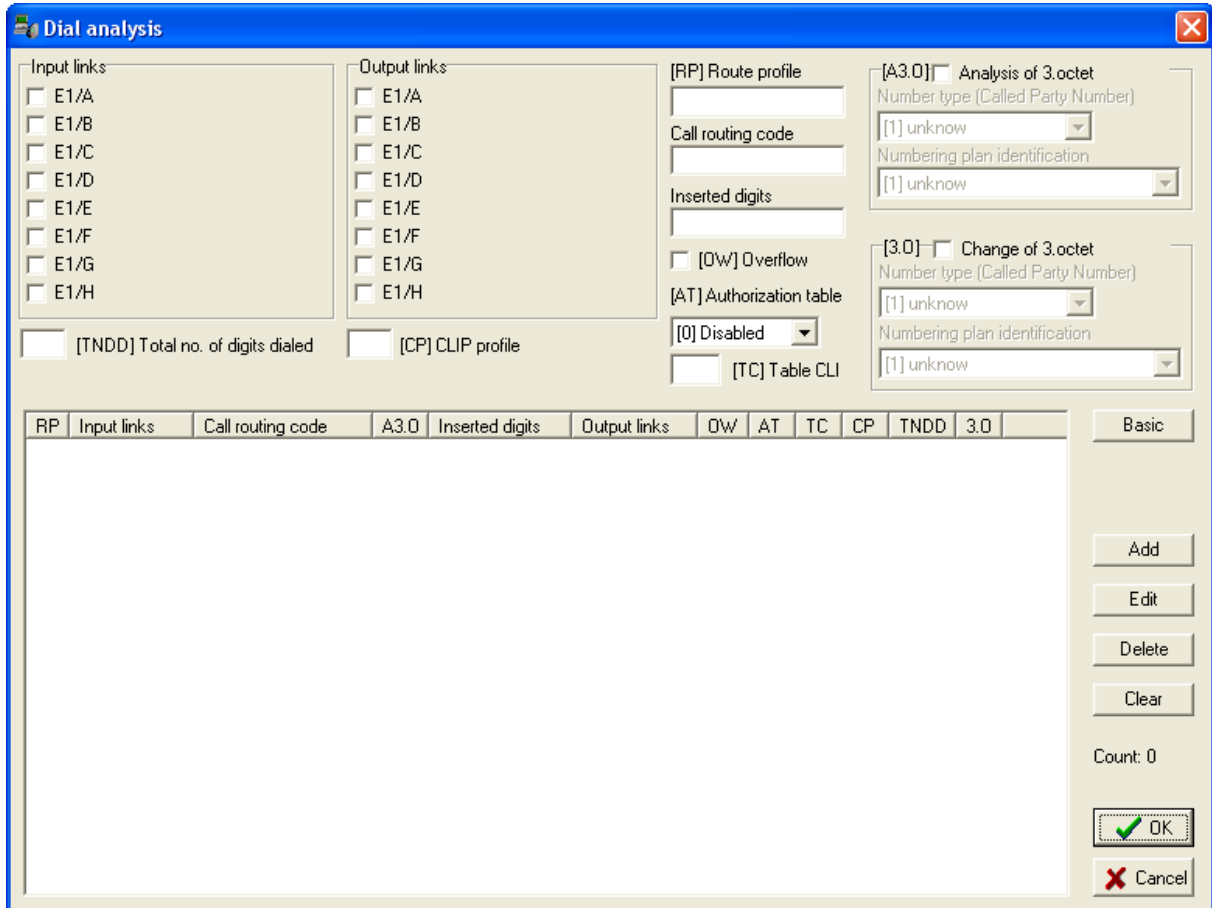 Dial analysis
Input links
E1/A
E1/B
E1/C
E1/D
E1/E
E1/F
E1/G
E1/H
[TNDD] Total no. of digits dialed
Output links
E1/A
E1/B
E1/C
E1/D
E1/E
E1/F
E1/G
E1/H
[CP] CLIP profile
[RP] Route profile
Call routing code
Inserted digits
[OW] Overflow
[AT] Authorization table
[0] Disabled
[TC] Table CLI
[A3.O] Analysis of 3.octet
Number type (Called Party Number)
[1] unknow
Numbering plan identification
[1] unknow
[3.O] Change of 3.octet
Number type (Called Party Number)
[1] unknow
Numbering plan identification
[1] unknow
RP Input links Call routing code A3.O Inserted digits Output links OW AT TC CP TNDD 3.O
Basic
Add
Edit
Delete
Clear
Count: 0
OK
Cancel